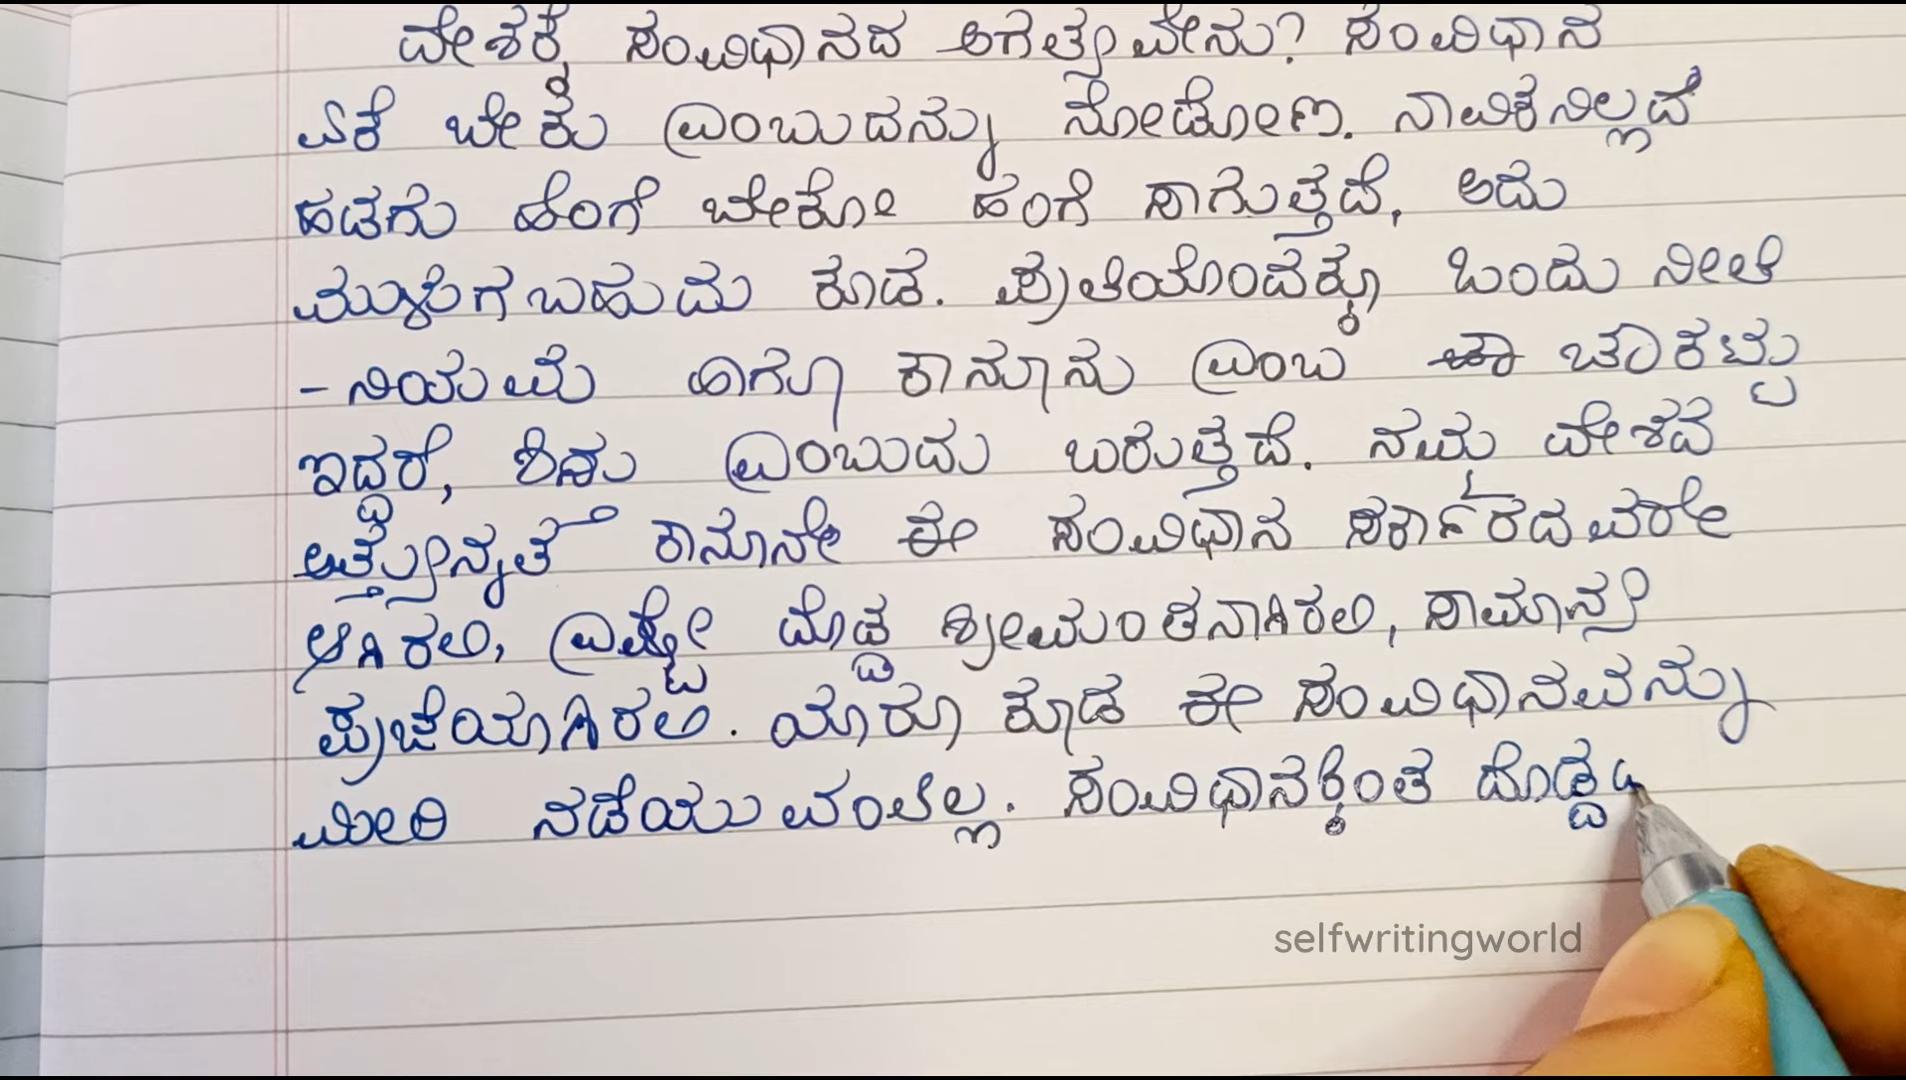 ದೇಶಕ್ಕೆ ಸಂವಿಧಾನದ ಅಗತ್ಯವೇನು? ಸಂವಿಧಾನ
ಏಕೆ ಬೇಕು ಎಂಬುದನ್ನು ನೋಡೋಣ. ನಾವಿಕನಿಲ್ಲದೆ
ಹಡಗು ಹೆಂಗೆ ಬೇಕೋ ಹಂಗೆ ಸಾಗುತ್ತದೆ, ಅದು
ಮುಳುಗಬಹುದು ಕೂಡ. ಪ್ರತಿಯೊಂದಕ್ಕೂ ಒಂದು ನೀತಿ
- ನಿಯಮ ಹಾಗೂ ಕಾನೂನು ಎಂಬ ಚೌಕಟ್ಟು
ಇದ್ದರೆ, ಶಿಸ್ತು ಎಂಬುದು ಬರುತ್ತದೆ. ನಮ್ಮ ದೇಶದ
ಅತ್ಯುನ್ನತ ಕಾನೂನೇ ಈ ಸಂವಿಧಾನ ಸರ್ಕಾರದವರೇ
ಆಗಿರಲಿ, ಎಷ್ಟೇ ದೊಡ್ಡ ಶ್ರೀಮಂತನಾಗಿರಲಿ, ಸಾಮಾನ್ಯ
ಪ್ರಜೆಯಾಗಿರಲಿ. ಯಾರೂ ಕೂಡ ಈ ಸಂವಿಧಾನವನ್ನು
ಮೀರಿ ನಡೆಯುವಂತಿಲ್ಲ. ಸಂವಿಧಾನಕ್ಕಿಂತ ದೊಡ್ಡ
selfwritingworld